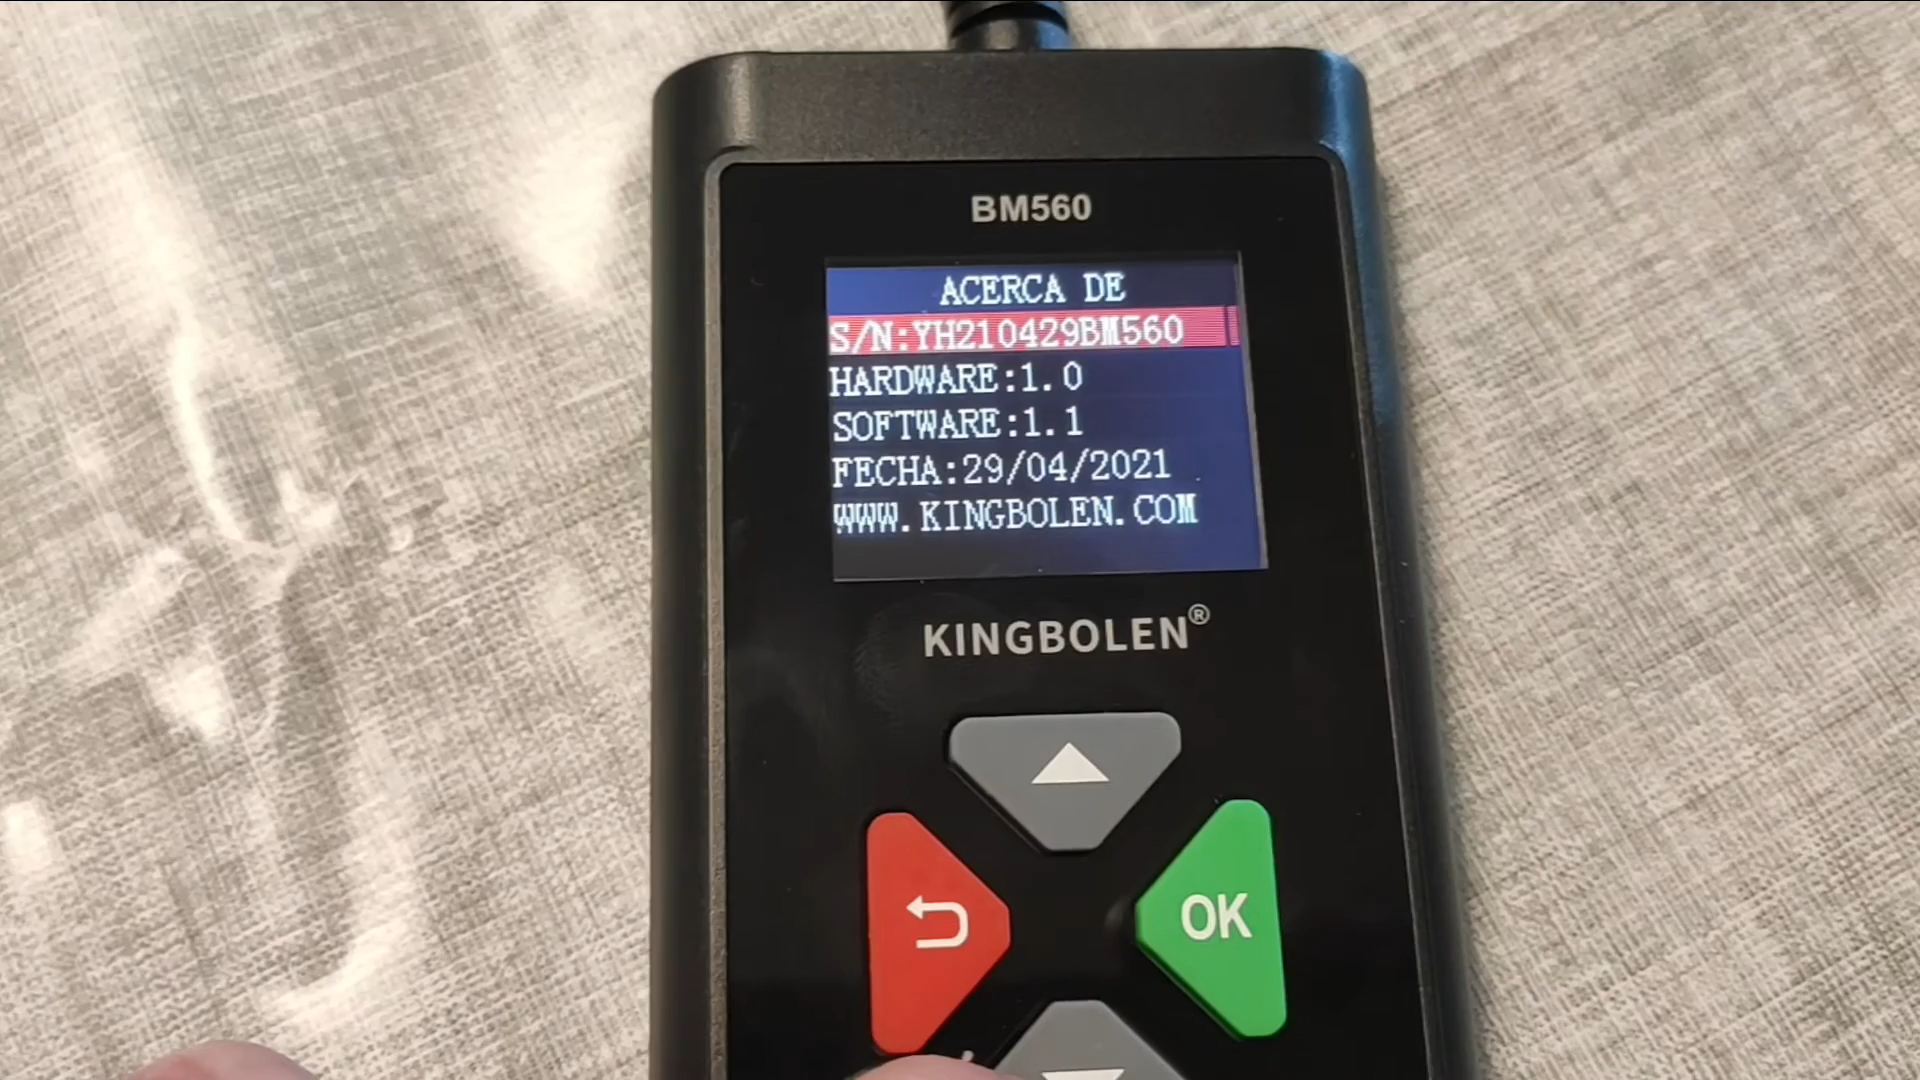 BM560
ACERCA DE
S/N:YH210429BM560
HARDWARE:1.0
SOFTWARE:1.1
FECHA:29/04/2021
WWW.KINGBOLEN.COM
KINGBOLEN®
OK